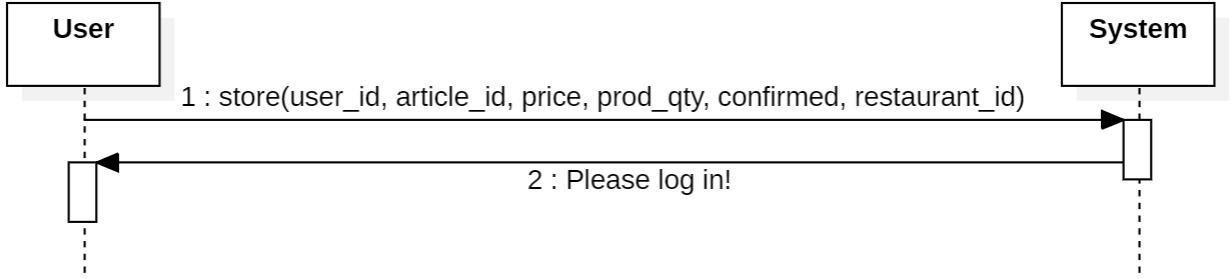 User
System
1 : store(user_id, article_id, price, prod_qty, confirmed, restaurant_id)
2 : Please log in!